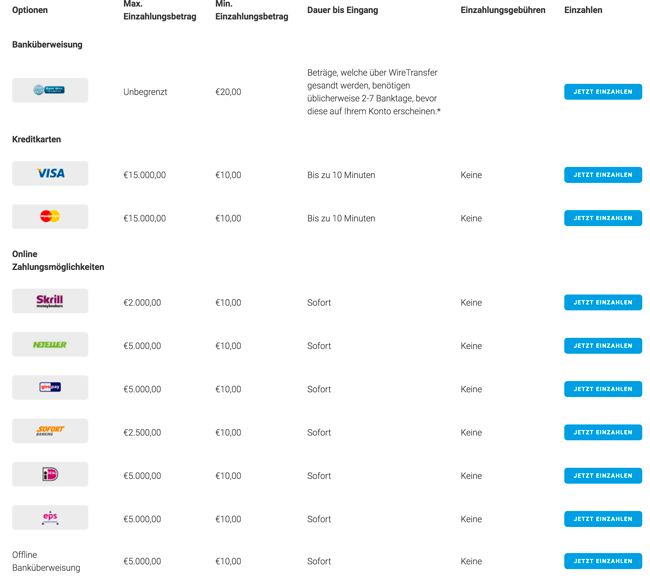 Optionen
Max.
Einzahlungsbetrag
Min.
Einzahlungsbetrag
Dauer bis Eingang
Einzahlungsgebühren
Einzahlen
Banküberweisung
Unbegrenzt
€20,00
Beträge, welche über WireTransfer
gesandt werden, benötigen
üblicherweise 2-7 Banktage, bevor
diese auf Ihrem Konto erscheinen.*
JETZT EINZAHLEN
Kreditkarten
VISA €15.000,00 €10,00 Bis zu 10 Minuten Keine JETZT EINZAHLEN
€15.000,00 €10,00 Bis zu 10 Minuten Keine JETZT EINZAHLEN
Online
Zahlungsmöglichkeiten
Skrill
moneybookers
€2.000,00 €10,00 Sofort Keine JETZT EINZAHLEN
NETELLER €5.000,00 €10,00 Sofort Keine JETZT EINZAHLEN
giropay €5.000,00 €10,00 Sofort Keine JETZT EINZAHLEN
SOFORT
BANKING
€2.500,00 €10,00 Sofort Keine JETZT EINZAHLEN
iD €5.000,00 €10,00 Sofort Keine JETZT EINZAHLEN
eps €5.000,00 €10,00 Sofort Keine JETZT EINZAHLEN
Offline
Banküberweisung
€5.000,00 €10,00 Sofort Keine JETZT EINZAHLEN